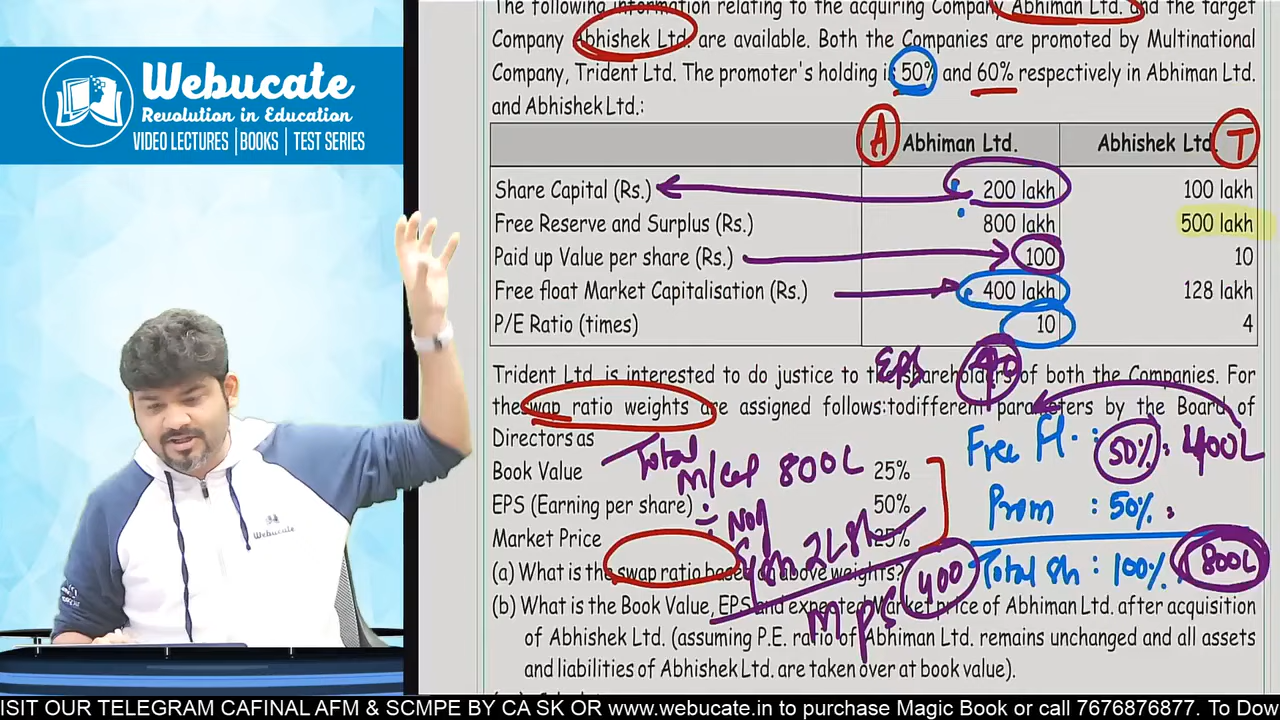 The following information relating to the acquiring Company Abhiman Ltd. and the target
Company Abhishek Ltd. are available. Both the Companies are promoted by Multinational
Company, Trident Ltd. The promoter's holding is 50% and 60% respectively in Abhiman Ltd.
and Abhishek Ltd.:
A Abhiman Ltd. Abhishek Ltd. T
Share Capital (Rs.) 200 lakh 100 lakh
Free Reserve and Surplus (Rs.) 800 lakh 500 lakh
Paid up Value per share (Rs.) 100 10
Free float Market Capitalisation (Rs.) 400 lakh 128 lakh
P/E Ratio (times) 10 4
EPS 40
Trident Ltd. is interested to do justice to the shareholders of both the Companies. For
the swap ratio weights are assigned follows:todifferent parameters by the Board of
Directors as
Book Value 25%
EPS (Earning per share) 50%
Market Price 25%
(a) What is the swap ratio based on above weights?
(b) What is the Book Value, EPS and expected Market price of Abhiman Ltd. after acquisition
of Abhishek Ltd. (assuming P.E. ratio of Abhiman Ltd. remains unchanged and all assets
and liabilities of Abhishek Ltd. are taken over at book value).
Total
M/cap 800L
÷ No of
Esh 2L Sh
MPS 400
Free Fl. : 50% : 400L
Prom : 50% :
Total Sh : 100% : 800L
Webucate
Revolution in Education
VIDEO LECTURES | BOOKS | TEST SERIES
Webucate
ISIT OUR TELEGRAM CAFINAL AFM & SCMPE BY CA SK OR www.webucate.in to purchase Magic Book or call 7676876877. To Dow